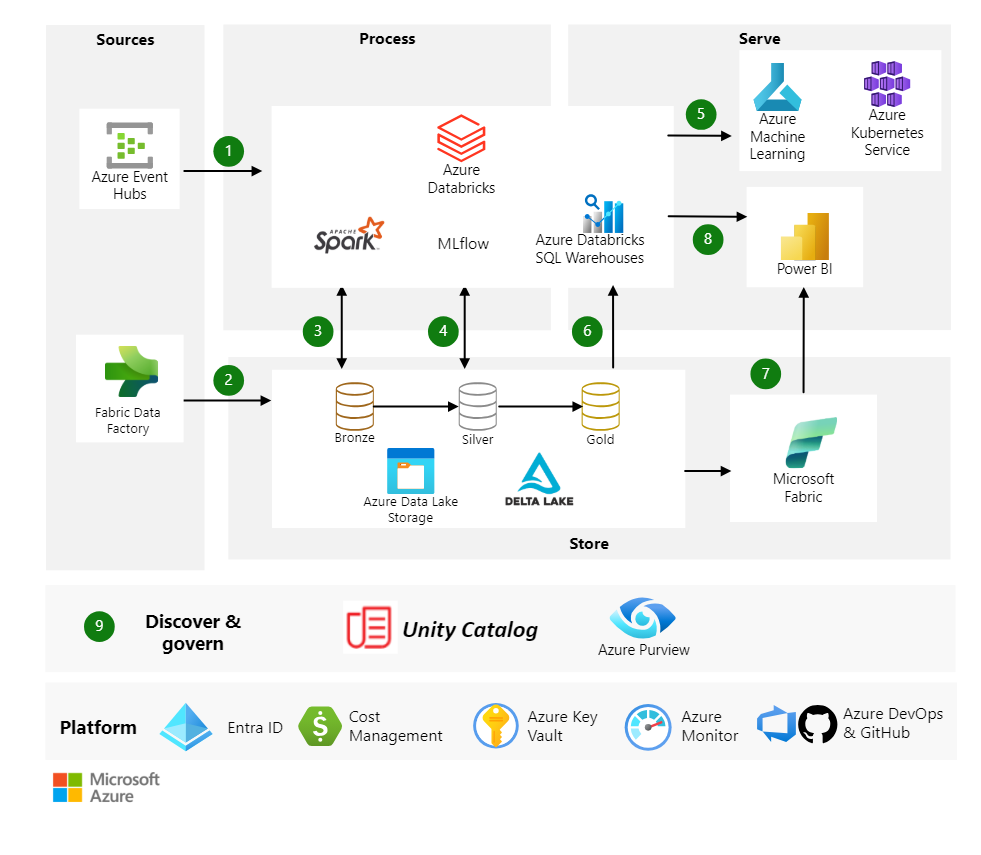 Sources
Process
Serve
Azure Event
Hubs
1
Azure
Databricks
APACHE
Spark
MLflow
Azure Databricks
SQL Warehouses
5
Azure
Machine
Learning
Azure
Kubernetes
Service
8
Power BI
3
4
6
7
Fabric Data
Factory
2
Bronze
Silver
Gold
Azure Data Lake
Storage
DELTA LAKE
Microsoft
Fabric
Store
9
Discover &
govern
Unity Catalog
Azure Purview
Platform
Entra ID
Cost
Management
Azure Key
Vault
Azure
Monitor
Azure DevOps
& GitHub
Microsoft
Azure